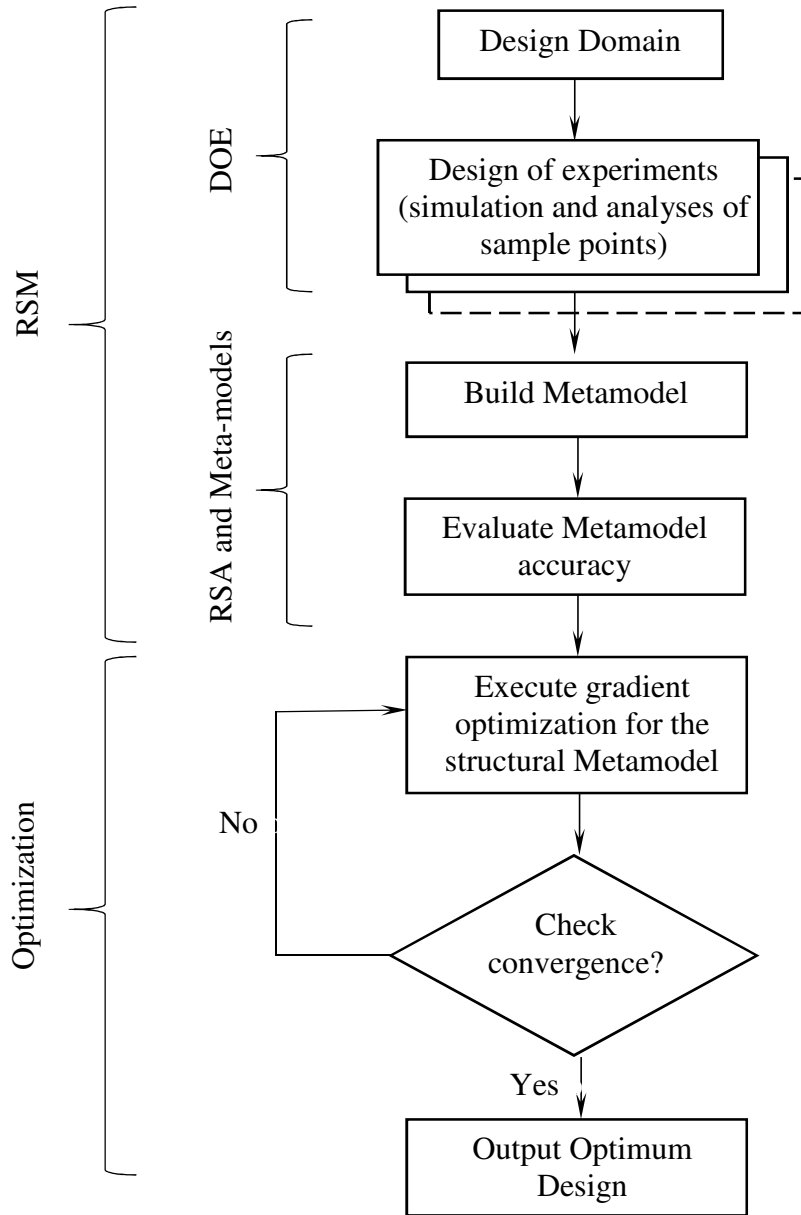 Design Domain
DOE
Design of experiments
(simulation and analyses of
sample points)
RSM
RSA and Meta-models
Build Metamodel
Evaluate Metamodel
accuracy
Execute gradient
optimization for the
structural Metamodel
Optimization
No
Check
convergence?
Yes
Output Optimum
Design